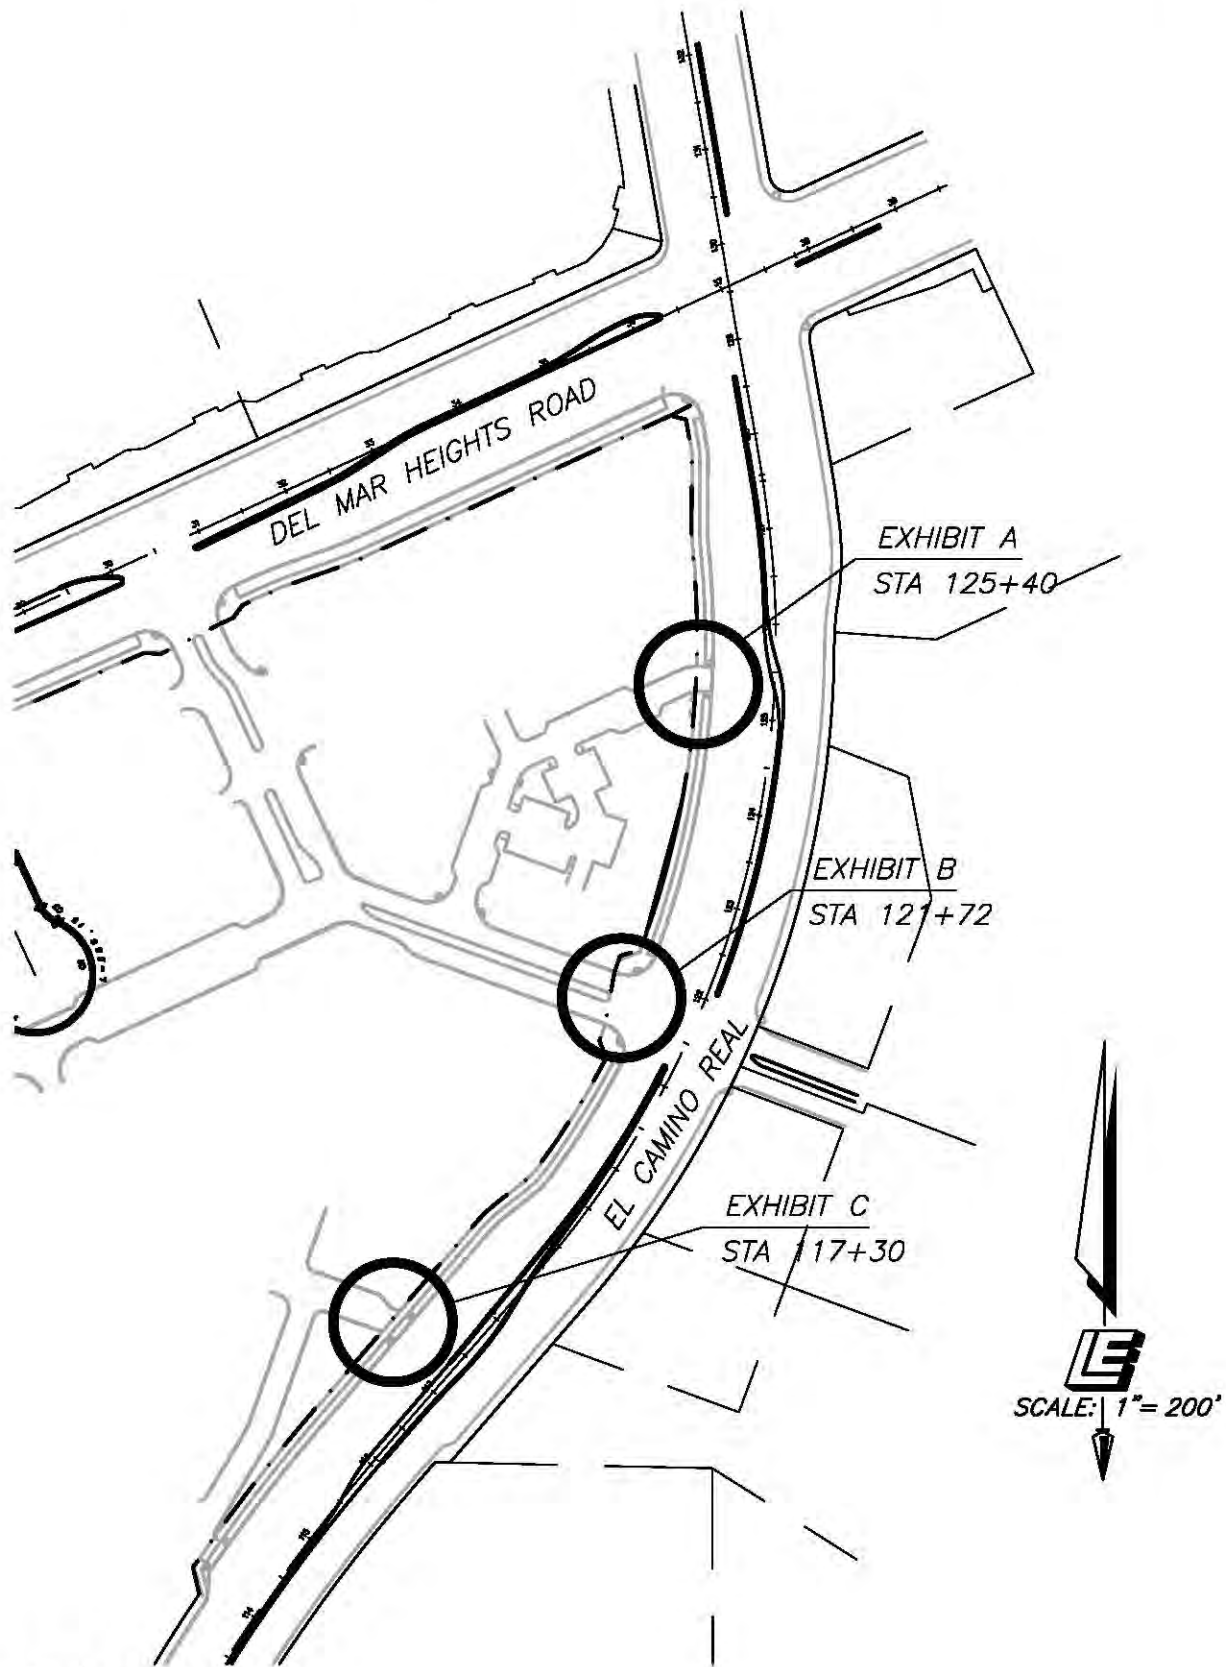 DEL MAR HEIGHTS ROAD
EXHIBIT A
STA 125+40
EXHIBIT B
STA 121+72
EL CAMINO REAL
EXHIBIT C
STA 117+30
LE
SCALE: 1"= 200'